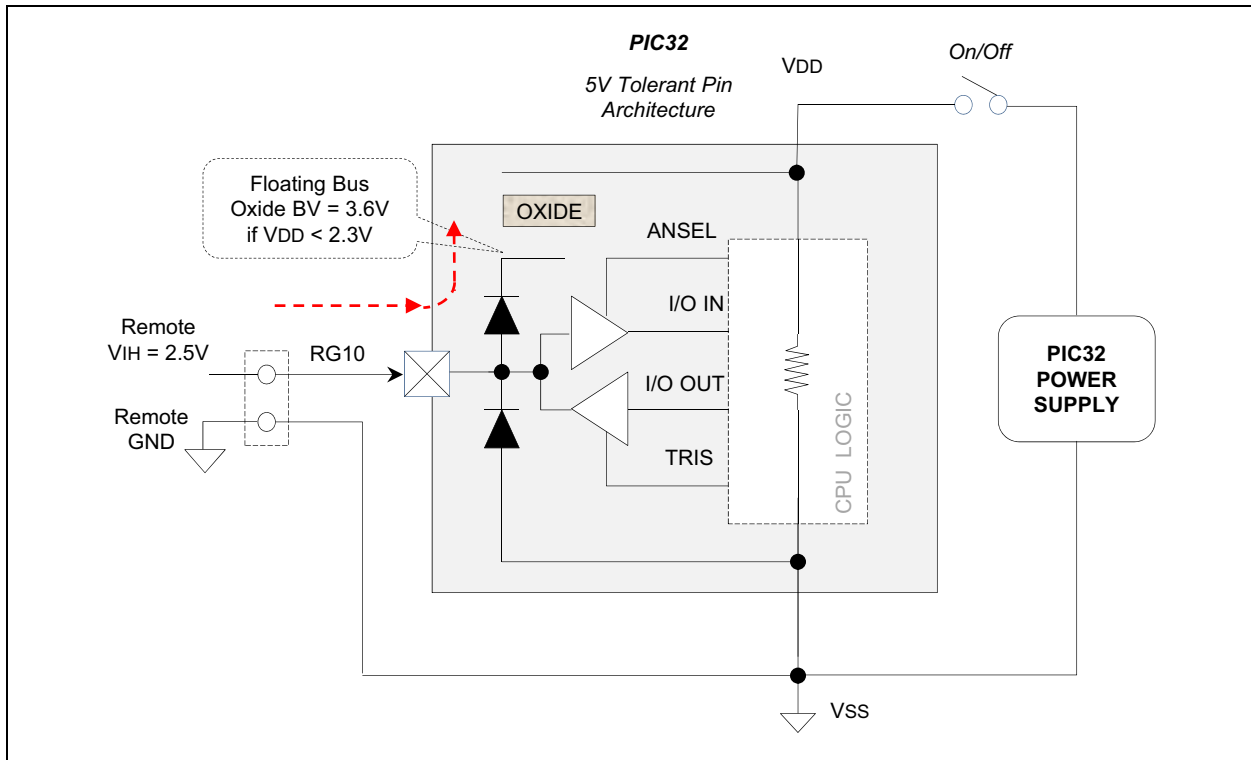 PIC32
5V Tolerant Pin
Architecture
VDD
On/Off
Floating Bus
Oxide BV = 3.6V
if VDD < 2.3V
OXIDE
ANSEL
I/O IN
Remote
VIH = 2.5V
RG10
I/O OUT
Remote
GND
TRIS
CPU LOGIC
PIC32
POWER
SUPPLY
VSS